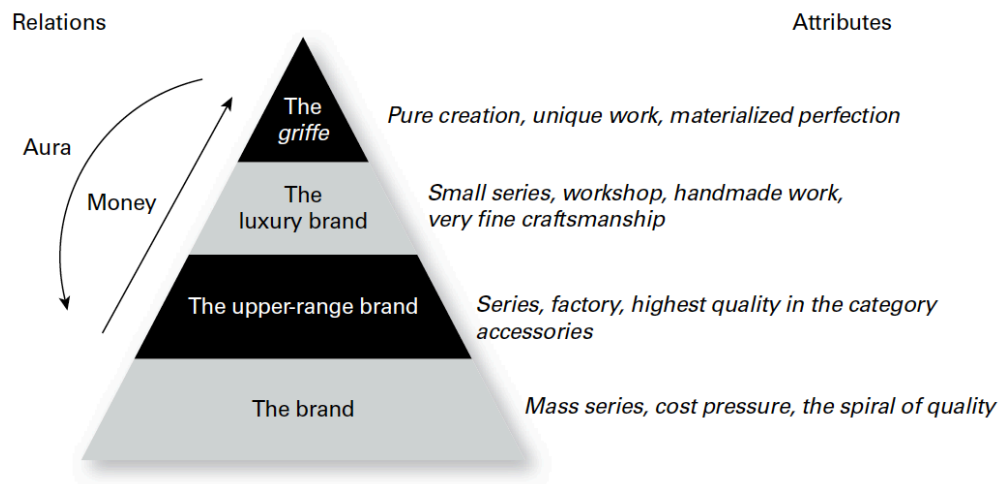 Relations
Attributes
The
griffe
Pure creation, unique work, materialized perfection
Aura
Money
The
luxury brand
Small series, workshop, handmade work,
very fine craftsmanship
The upper-range brand
Series, factory, highest quality in the category
accessories
The brand
Mass series, cost pressure, the spiral of quality